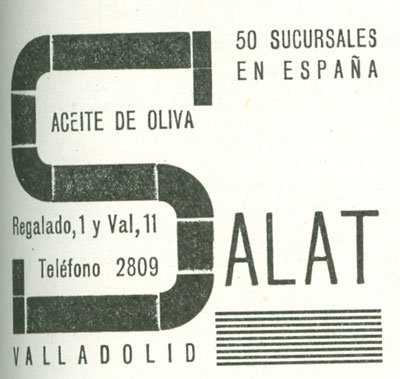 50 SUCURSALES
EN ESPAÑA
ACEITE DE OLIVA
SALAT
Regalado, 1 y Val, 11
Teléfono 2809
VALLADOLID